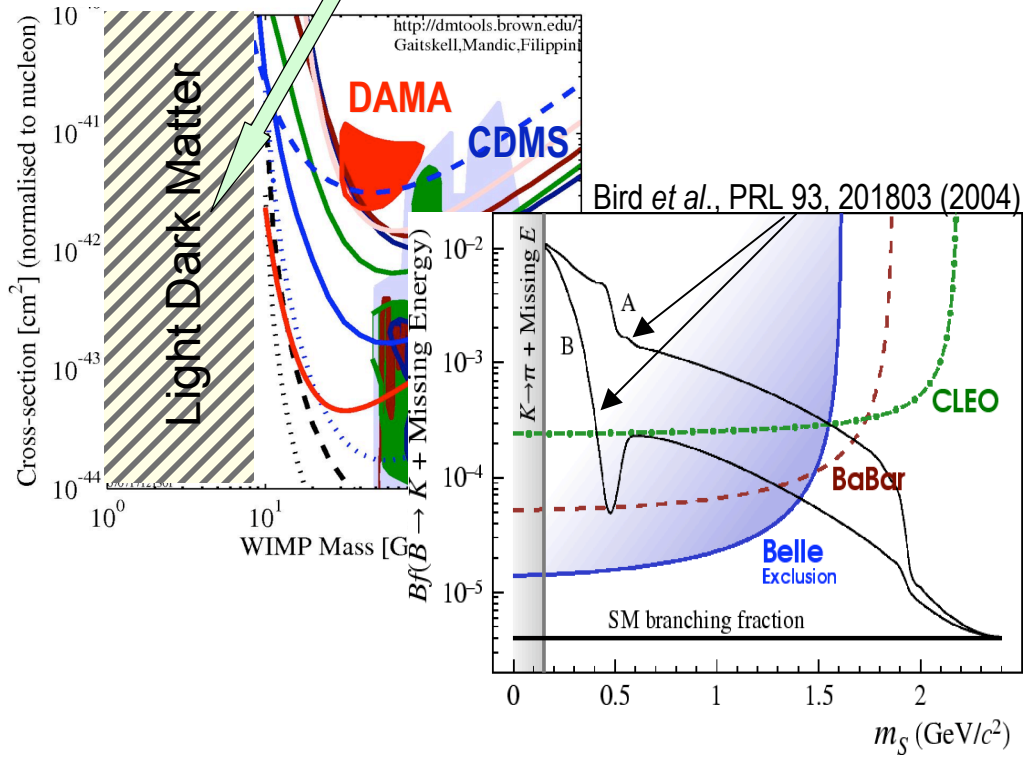 http://dmtools.brown.edu/
Gaitskell,Mandic,Filippini
DAMA
CDMS
Light Dark Matter
Cross-section [cm²] (normalised to nucleon)
10⁻⁴¹
10⁻⁴²
10⁻⁴³
10⁻⁴⁴
10⁰
10¹
WIMP Mass [G
Bird et al., PRL 93, 201803 (2004)
Bf(B → K + Missing Energy)
10⁻²
10⁻³
10⁻⁴
10⁻⁵
K→π + Missing E
A
B
CLEO
BaBar
Belle
Exclusion
SM branching fraction
0
0.5
1
1.5
2
m_S (GeV/c²)